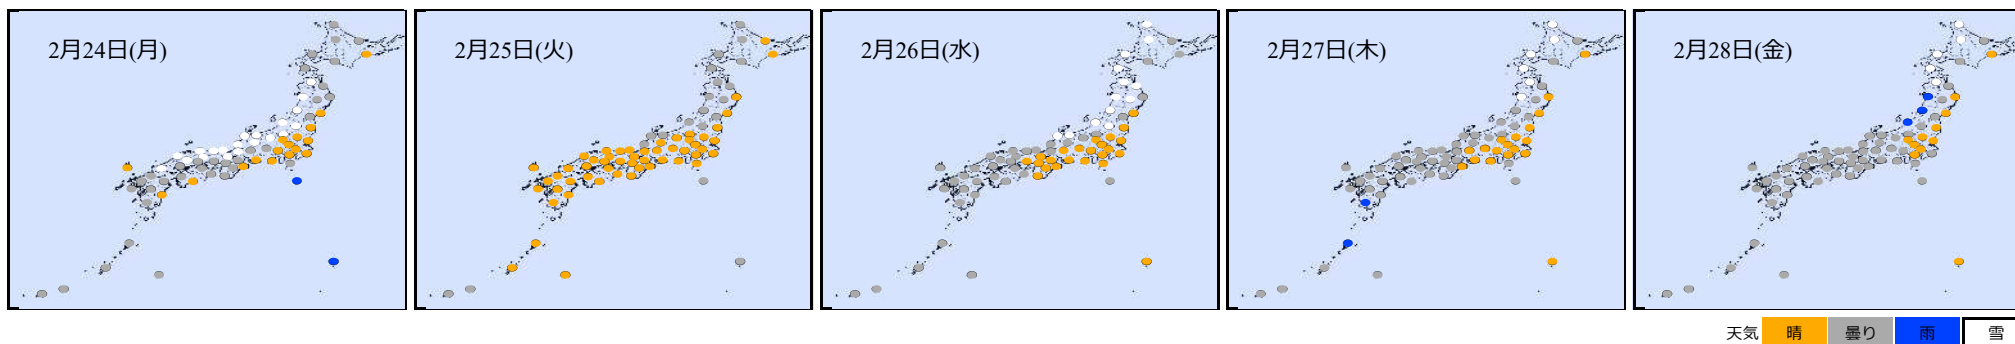 2月24日(月)
2月25日(火)
2月26日(水)
2月27日(木)
2月28日(金)
天気 晴 曇り 雨 雪